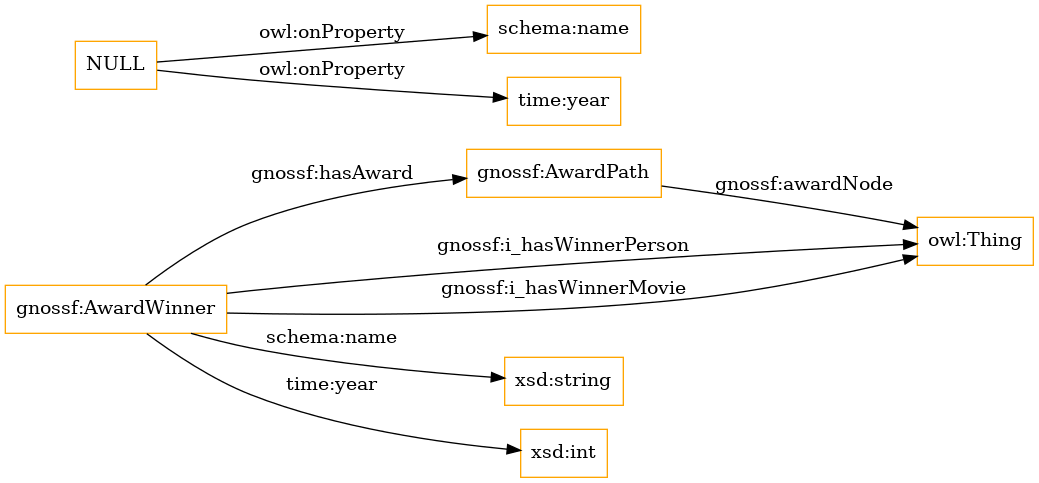 owl:onProperty
schema:name
NULL
owl:onProperty
time:year
gnossf:hasAward
gnossf:AwardPath
gnossf:awardNode
gnossf:i_hasWinnerPerson
owl:Thing
gnossf:i_hasWinnerMovie
gnossf:AwardWinner
schema:name
xsd:string
time:year
xsd:int